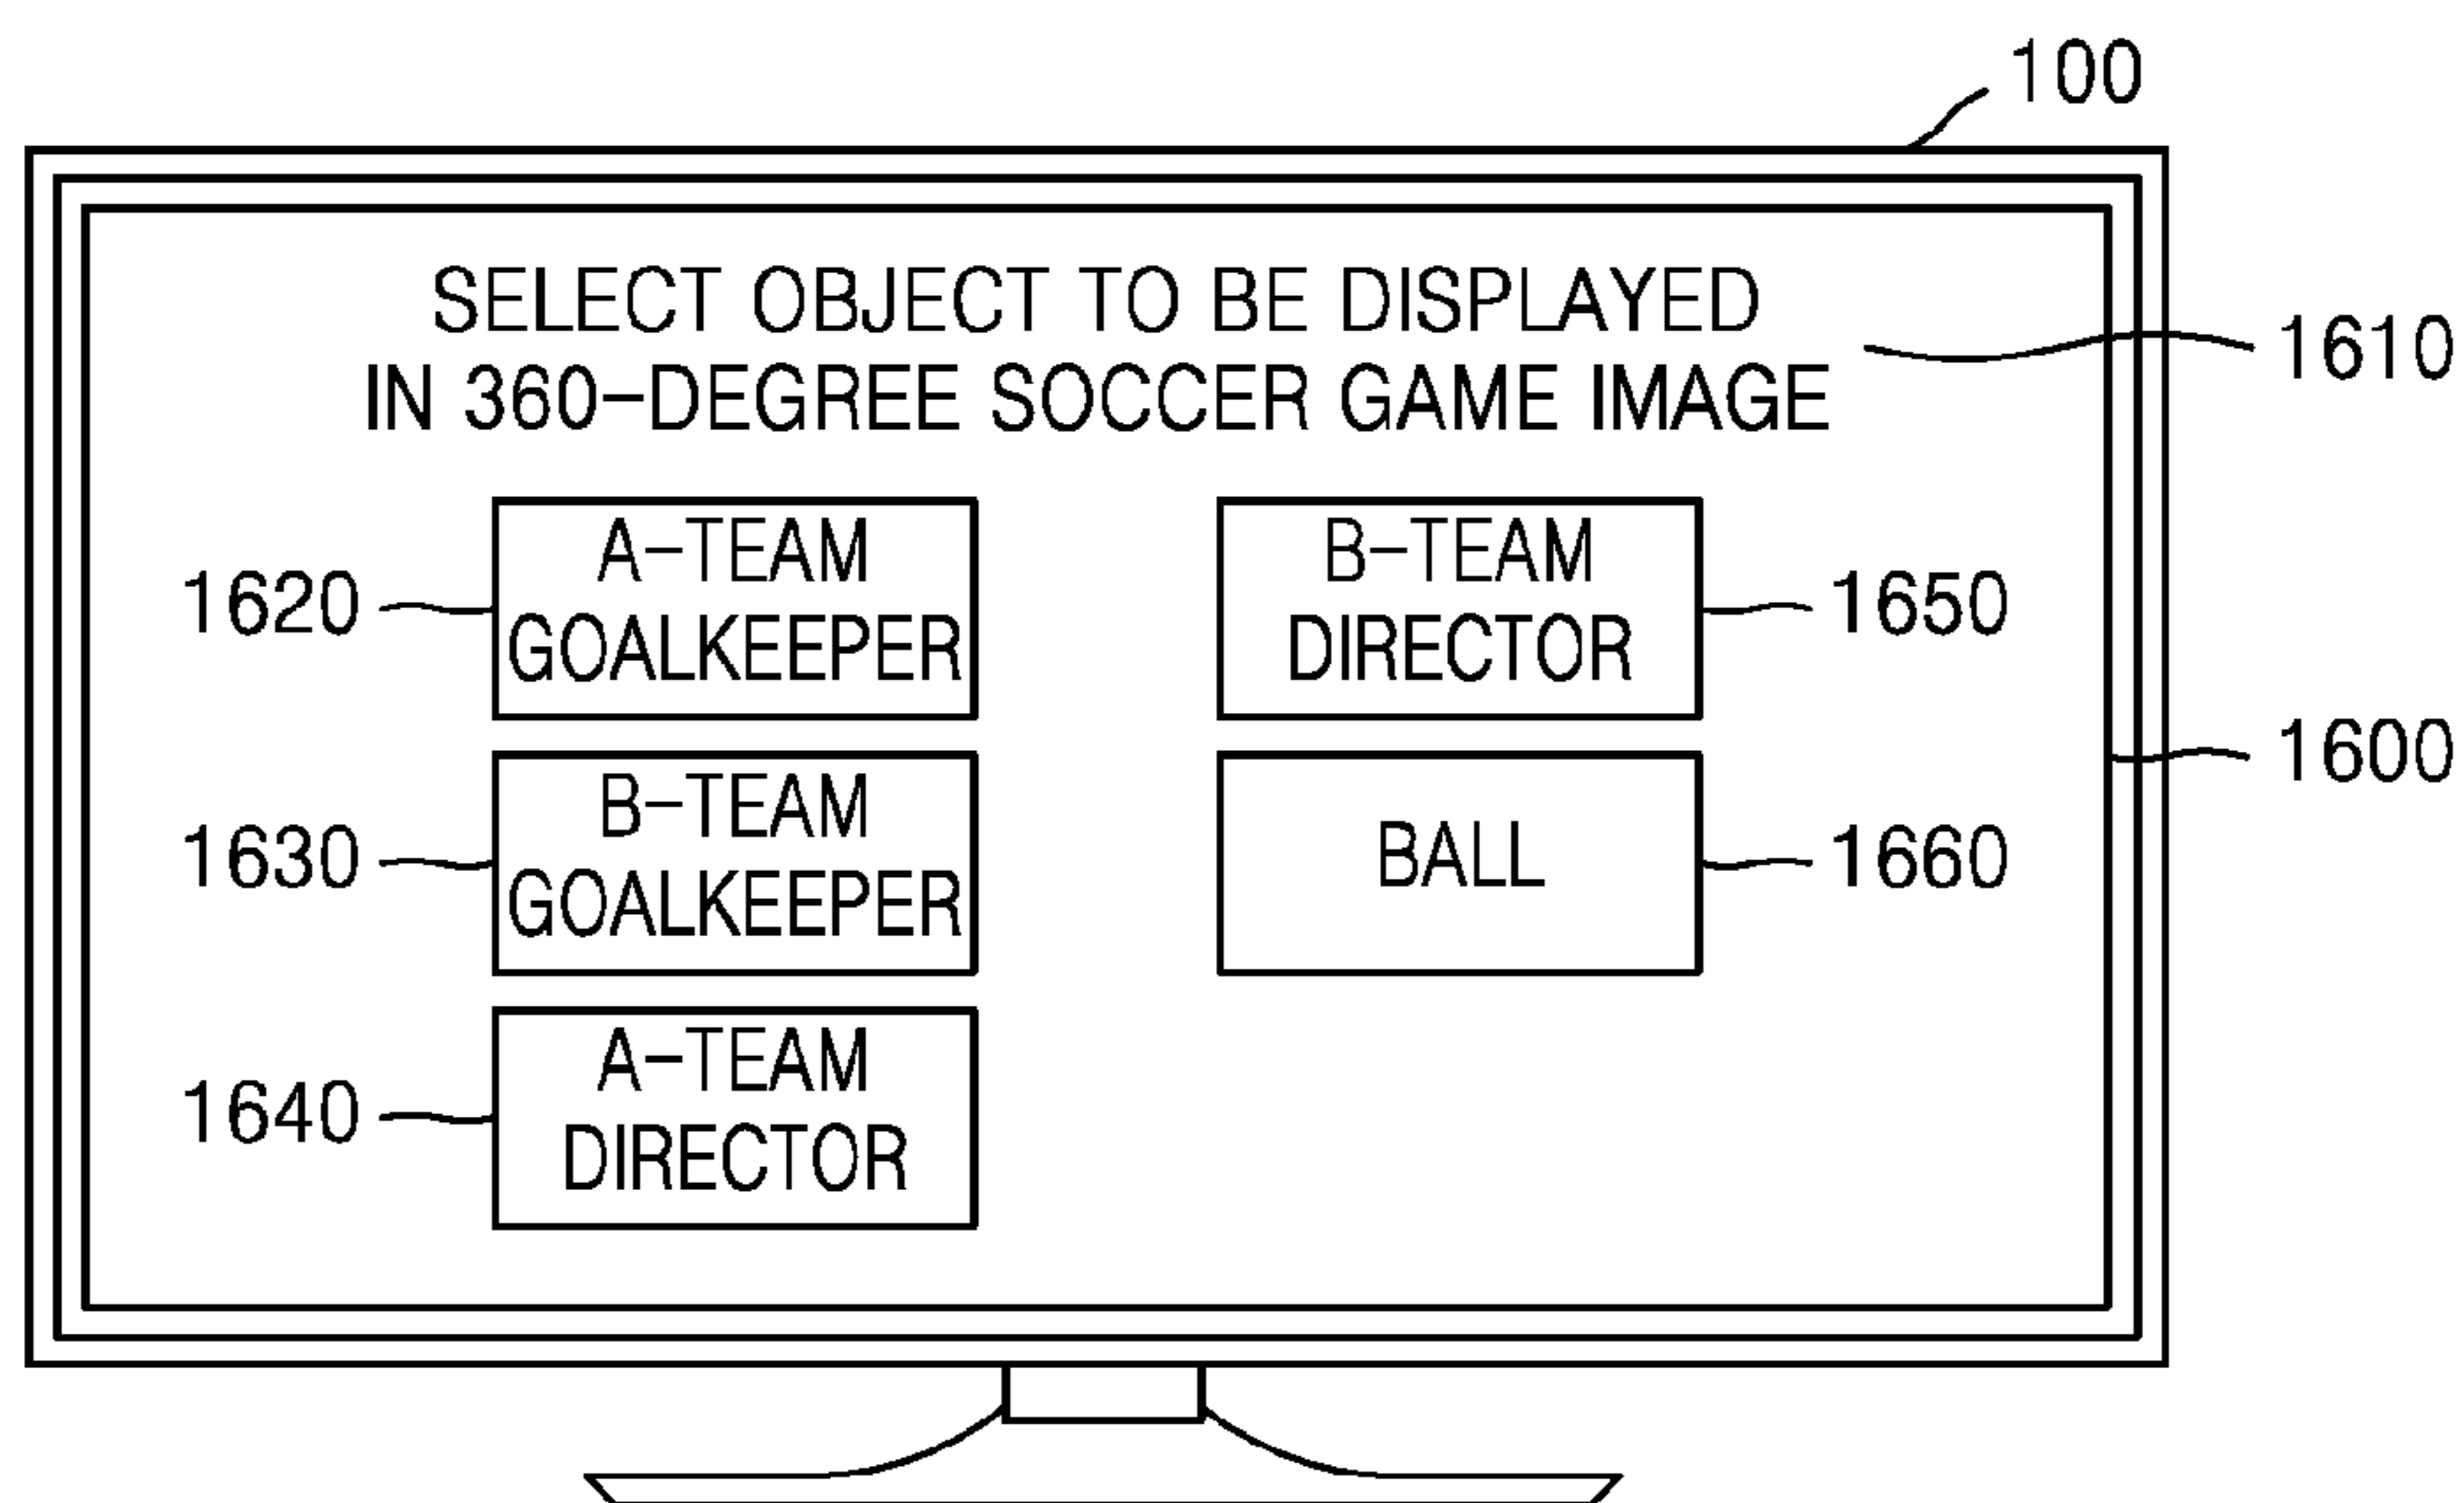 100
SELECT OBJECT TO BE DISPLAYED
IN 360-DEGREE SOCCER GAME IMAGE
1610
1620
A-TEAM
GOALKEEPER
B-TEAM
DIRECTOR
1650
1600
1630
B-TEAM
GOALKEEPER
BALL
1660
1640
A-TEAM
DIRECTOR